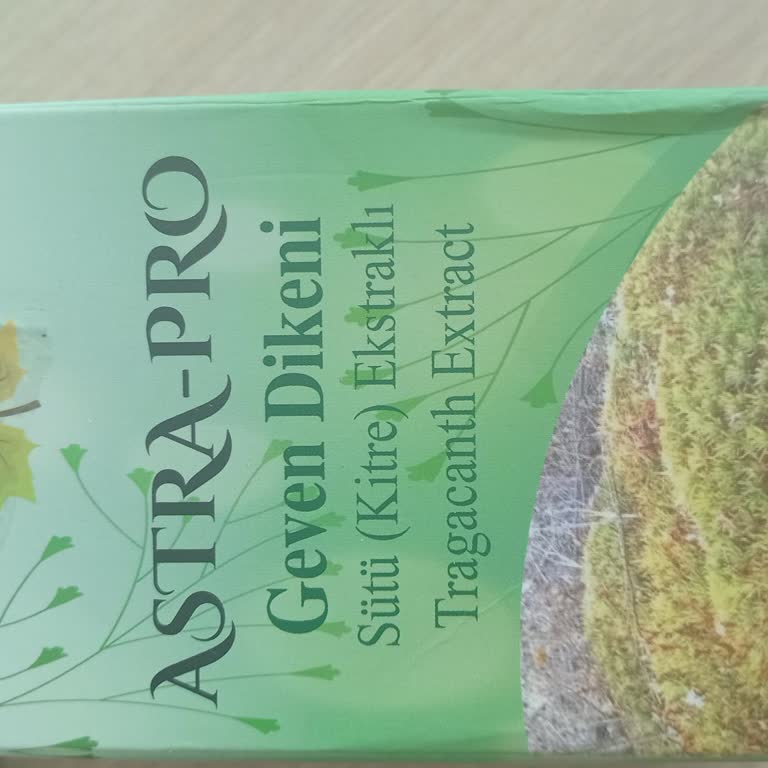 ASTRA-PRO
Geven Dikeni
Sütü (Kitre) Ekstraklı
Tragacanth Extract